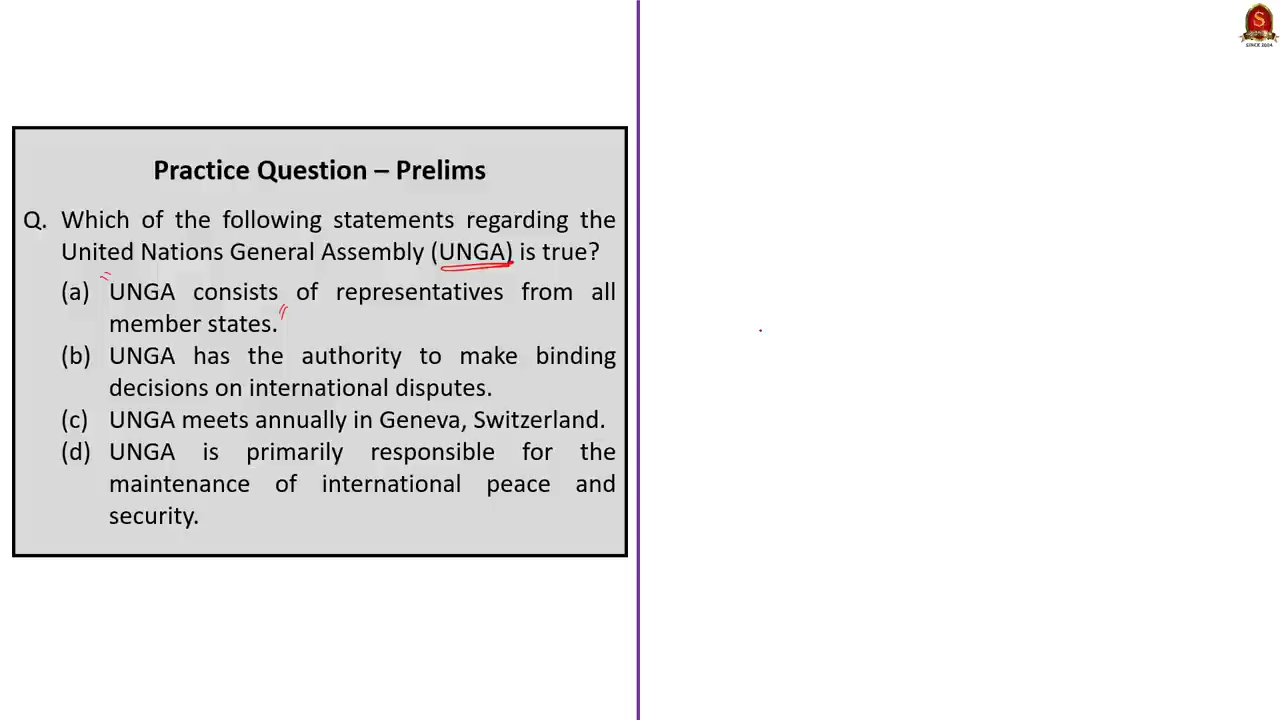 Practice Question – Prelims
Q. Which of the following statements regarding the
United Nations General Assembly (UNGA) is true?
(a) UNGA consists of representatives from all
member states.
(b) UNGA has the authority to make binding
decisions on international disputes.
(c) UNGA meets annually in Geneva, Switzerland.
(d) UNGA is primarily responsible for the
maintenance of international peace and
security.
S
SINCE 2004